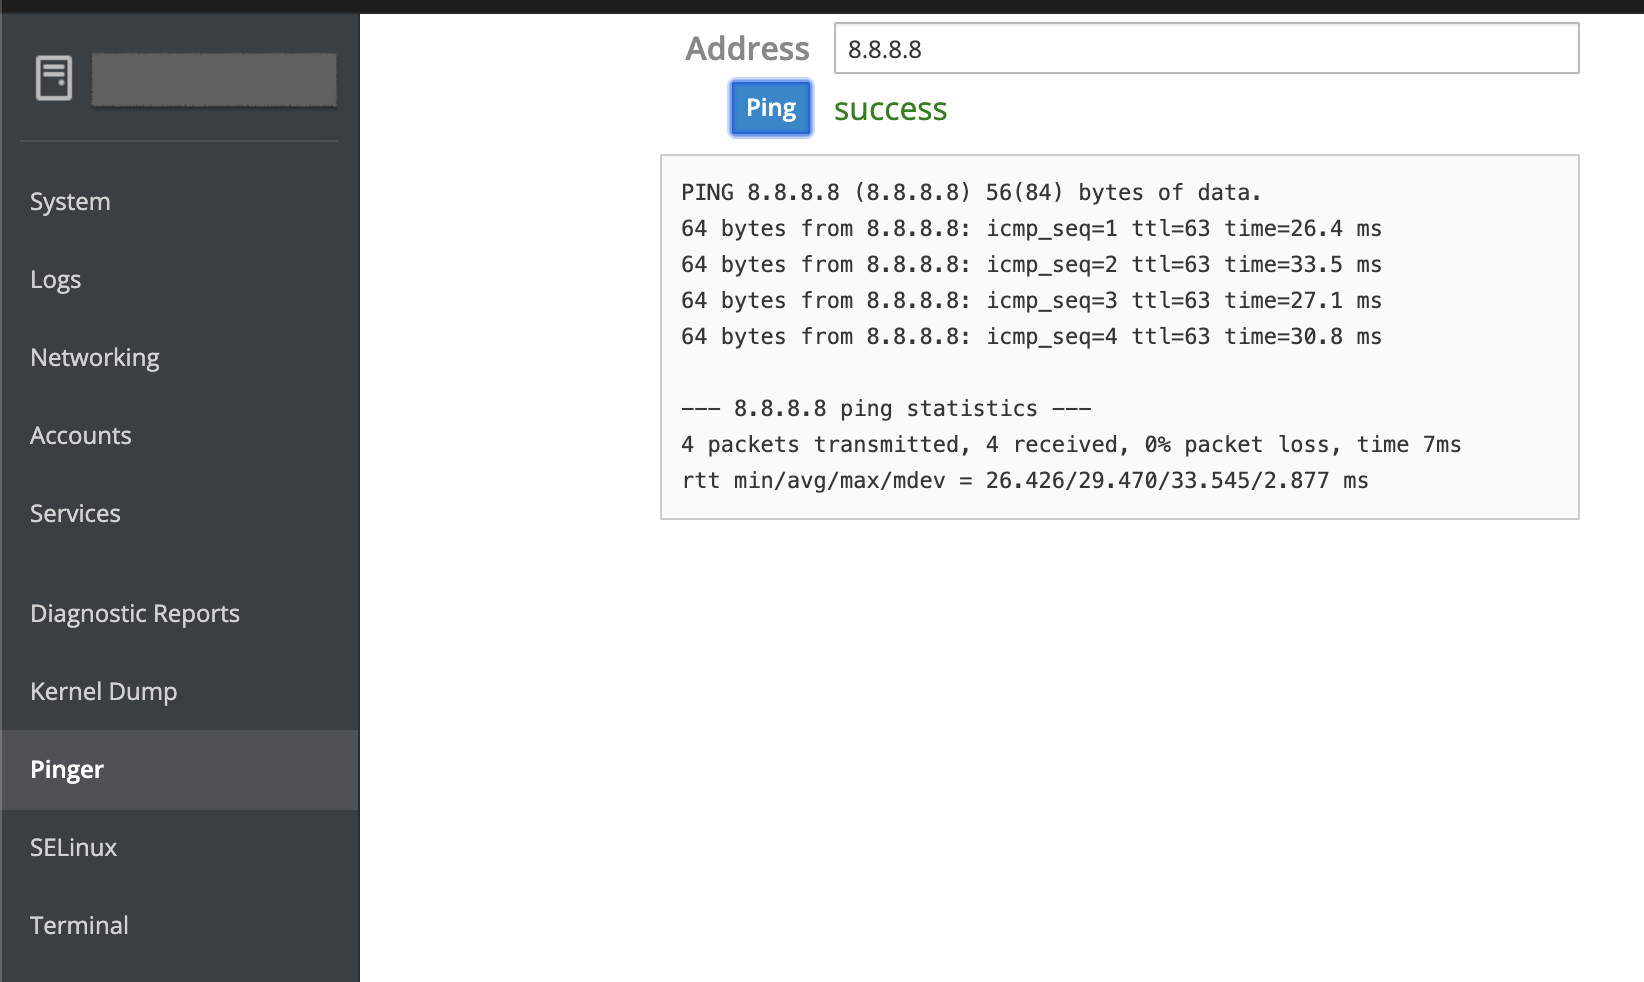 System
Logs
Networking
Accounts
Services
Diagnostic Reports
Kernel Dump
Pinger
SELinux
Terminal
Address 8.8.8.8
Ping success
PING 8.8.8.8 (8.8.8.8) 56(84) bytes of data.
64 bytes from 8.8.8.8: icmp_seq=1 ttl=63 time=26.4 ms
64 bytes from 8.8.8.8: icmp_seq=2 ttl=63 time=33.5 ms
64 bytes from 8.8.8.8: icmp_seq=3 ttl=63 time=27.1 ms
64 bytes from 8.8.8.8: icmp_seq=4 ttl=63 time=30.8 ms
--- 8.8.8.8 ping statistics ---
4 packets transmitted, 4 received, 0% packet loss, time 7ms
rtt min/avg/max/mdev = 26.426/29.470/33.545/2.877 ms